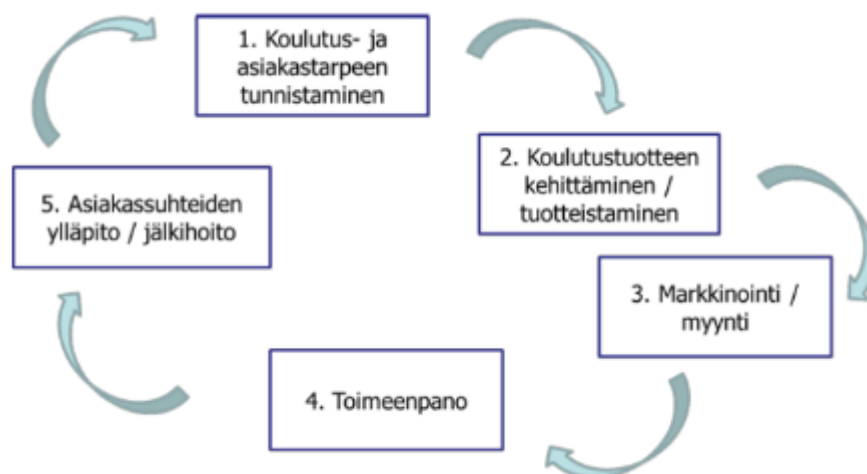 1. Koulutus- ja
asiakastarpeen
tunnistaminen
2. Koulutustuotteen
kehittäminen /
tuotteistaminen
3. Markkinointi /
myynti
4. Toimeenpano
5. Asiakassuhteiden
ylläpito / jälkihoito